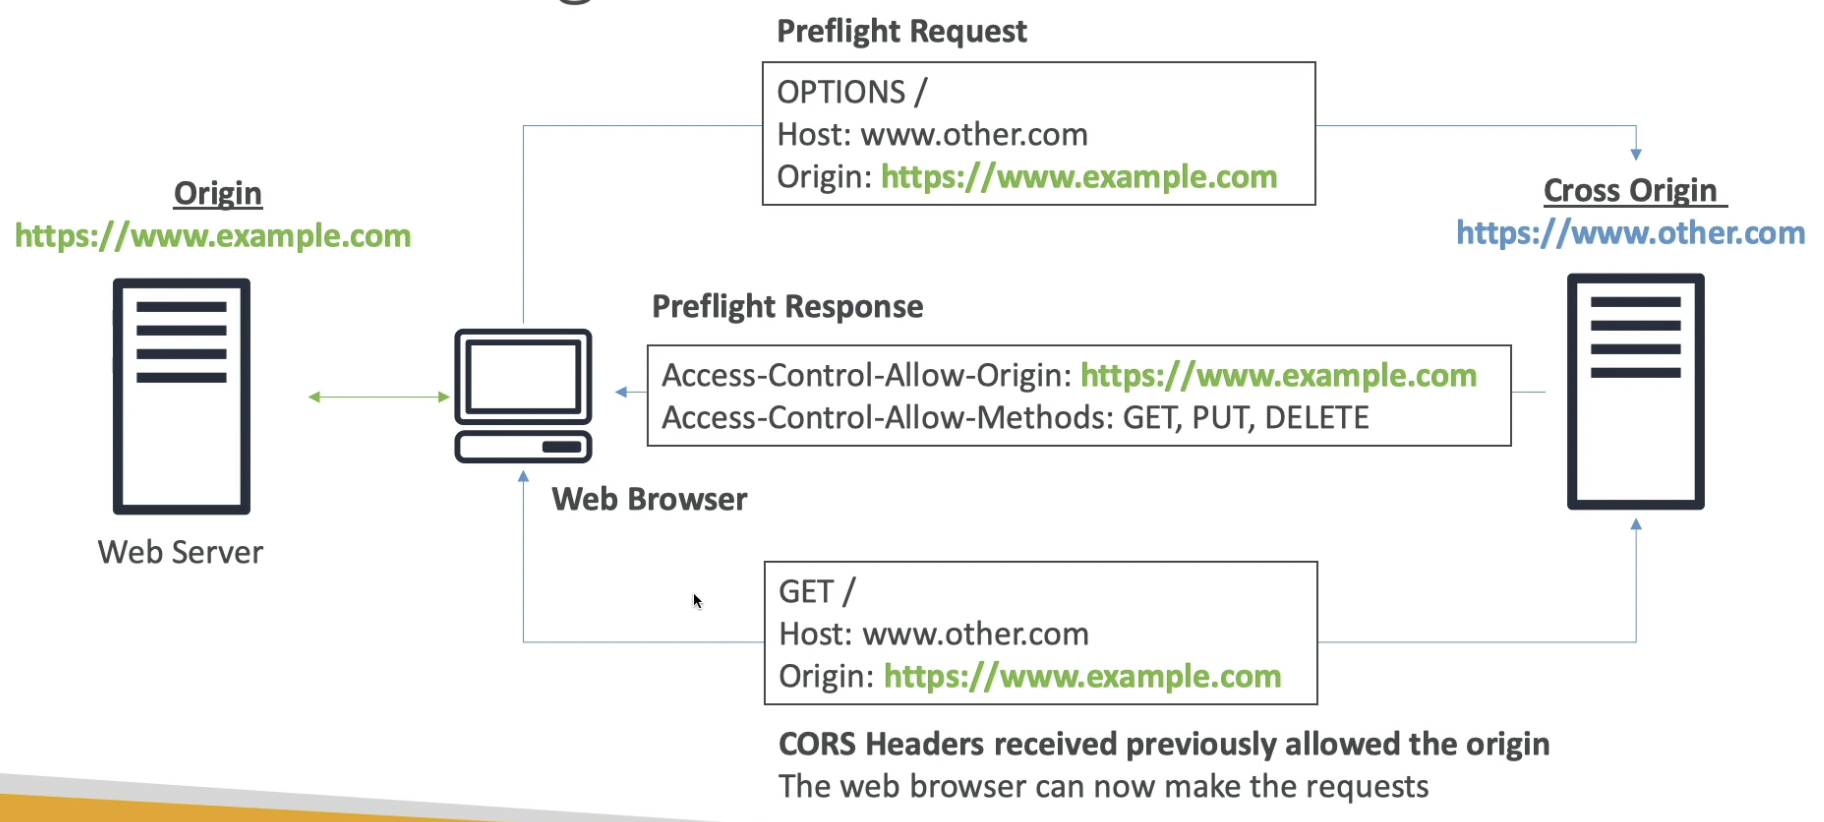 Preflight Request
OPTIONS /
Host: www.other.com
Origin: https://www.example.com
Origin
https://www.example.com
Cross Origin
https://www.other.com
Preflight Response
Access-Control-Allow-Origin: https://www.example.com
Access-Control-Allow-Methods: GET, PUT, DELETE
Web Browser
Web Server
GET /
Host: www.other.com
Origin: https://www.example.com
CORS Headers received previously allowed the origin
The web browser can now make the requests